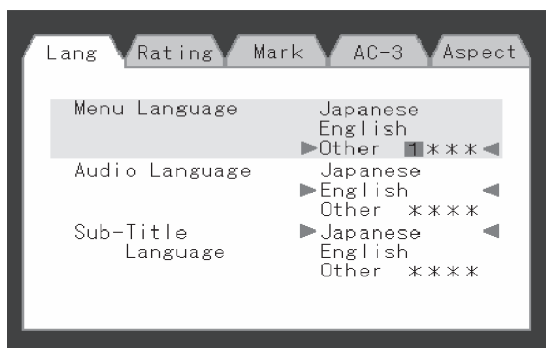 Lang Rating Mark AC-3 Aspect
Menu Language Japanese
English
▶Other 1***◀
Audio Language Japanese
▶English ◀
Other ****
Sub-Title ▶Japanese ◀
Language English
Other ****